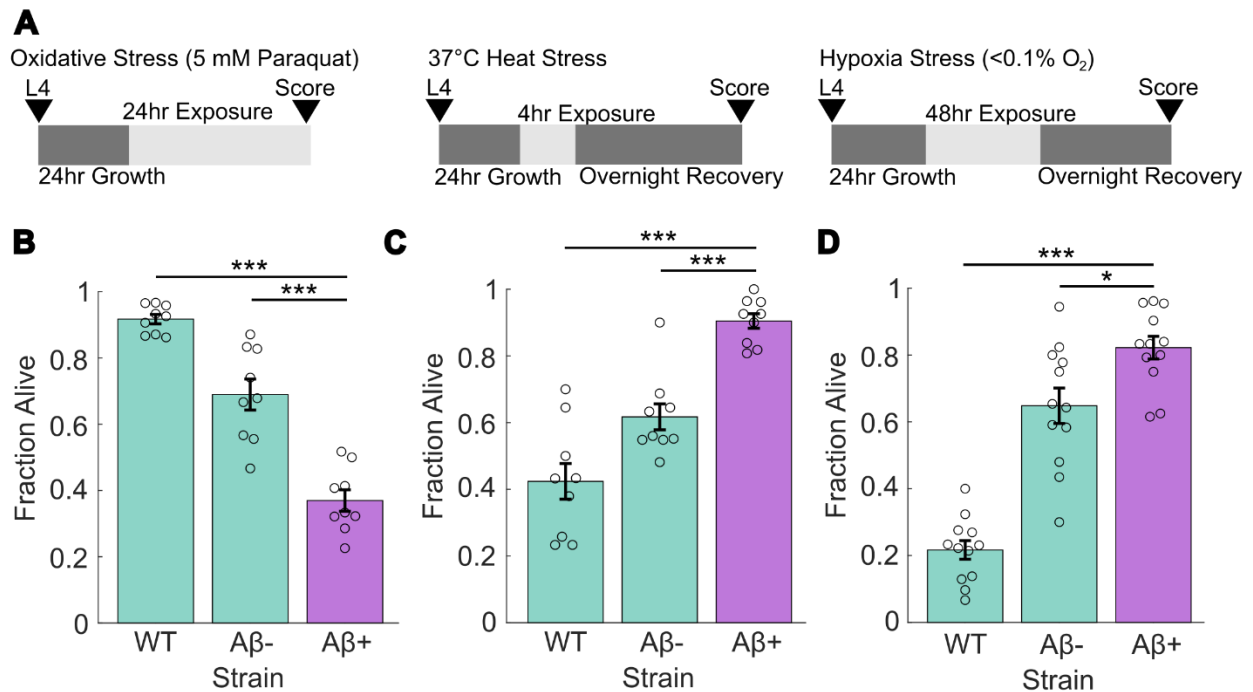 A
Oxidative Stress (5 mM Paraquat)
L4
Score
24hr Exposure
24hr Growth
37°C Heat Stress
L4
Score
4hr Exposure
24hr Growth
Overnight Recovery
Hypoxia Stress (<0.1% O₂)
L4
Score
48hr Exposure
24hr Growth
Overnight Recovery
B
***
***
1
0.8
0.6
0.4
0.2
0
Fraction Alive
WT
Aβ-
Aβ+
Strain
C
***
***
1
0.8
0.6
0.4
0.2
0
Fraction Alive
WT
Aβ-
Aβ+
Strain
D
***
*
1
0.8
0.6
0.4
0.2
0
Fraction Alive
WT
Aβ-
Aβ+
Strain